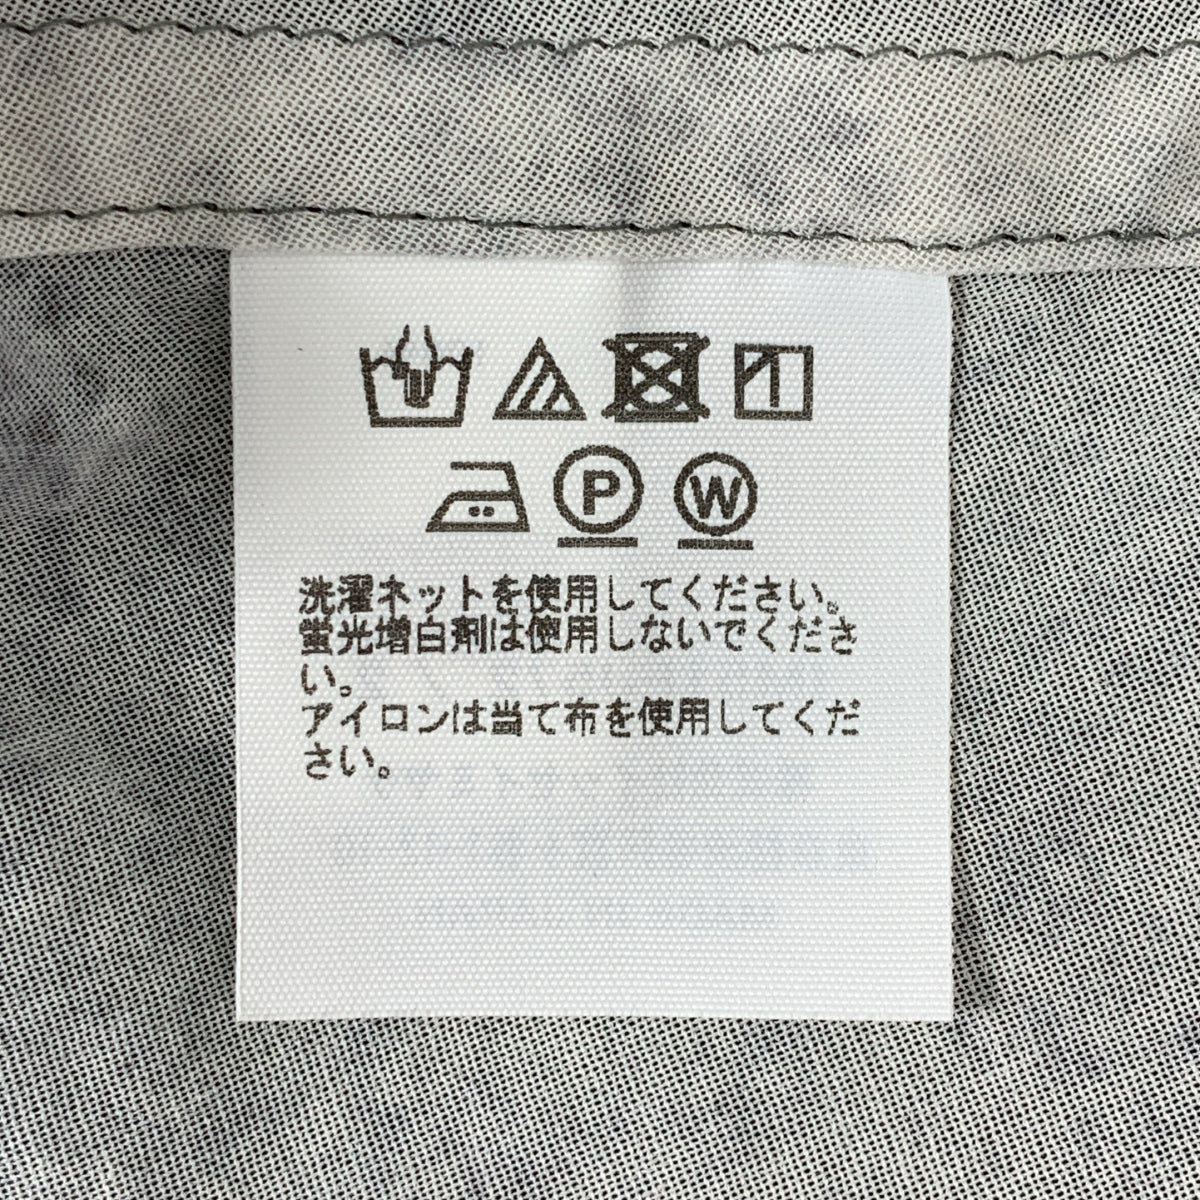 P W
洗濯ネットを使用してください。
蛍光増白剤は使用しないでくださ
い。
アイロンは当て布を使用してくだ
さい。